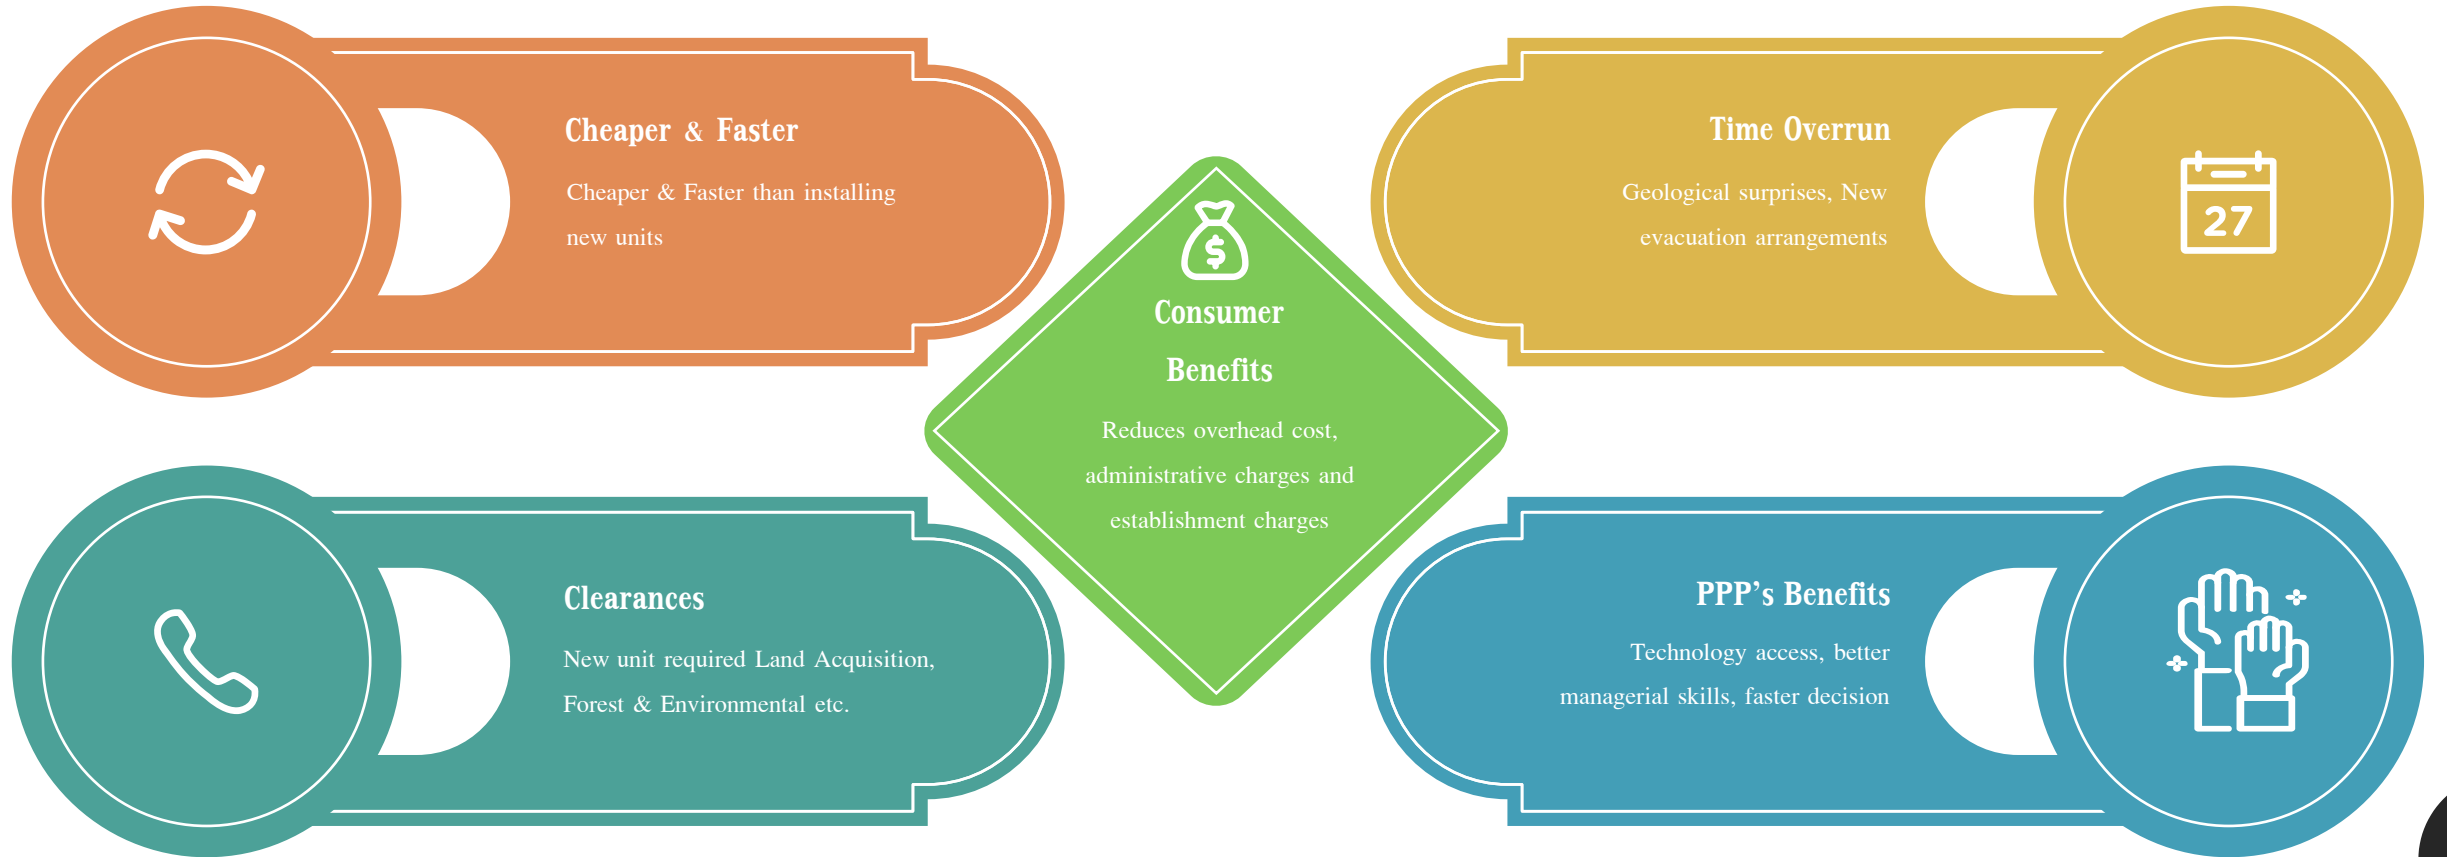 Cheaper & Faster
Cheaper & Faster than installing
new units
Time Overrun
Geological surprises, New
evacuation arrangements
27
$
Consumer
Benefits
Reduces overhead cost,
administrative charges and
establishment charges
Clearances
New unit required Land Acquisition,
Forest & Environmental etc.
PPP’s Benefits
Technology access, better
managerial skills, faster decision